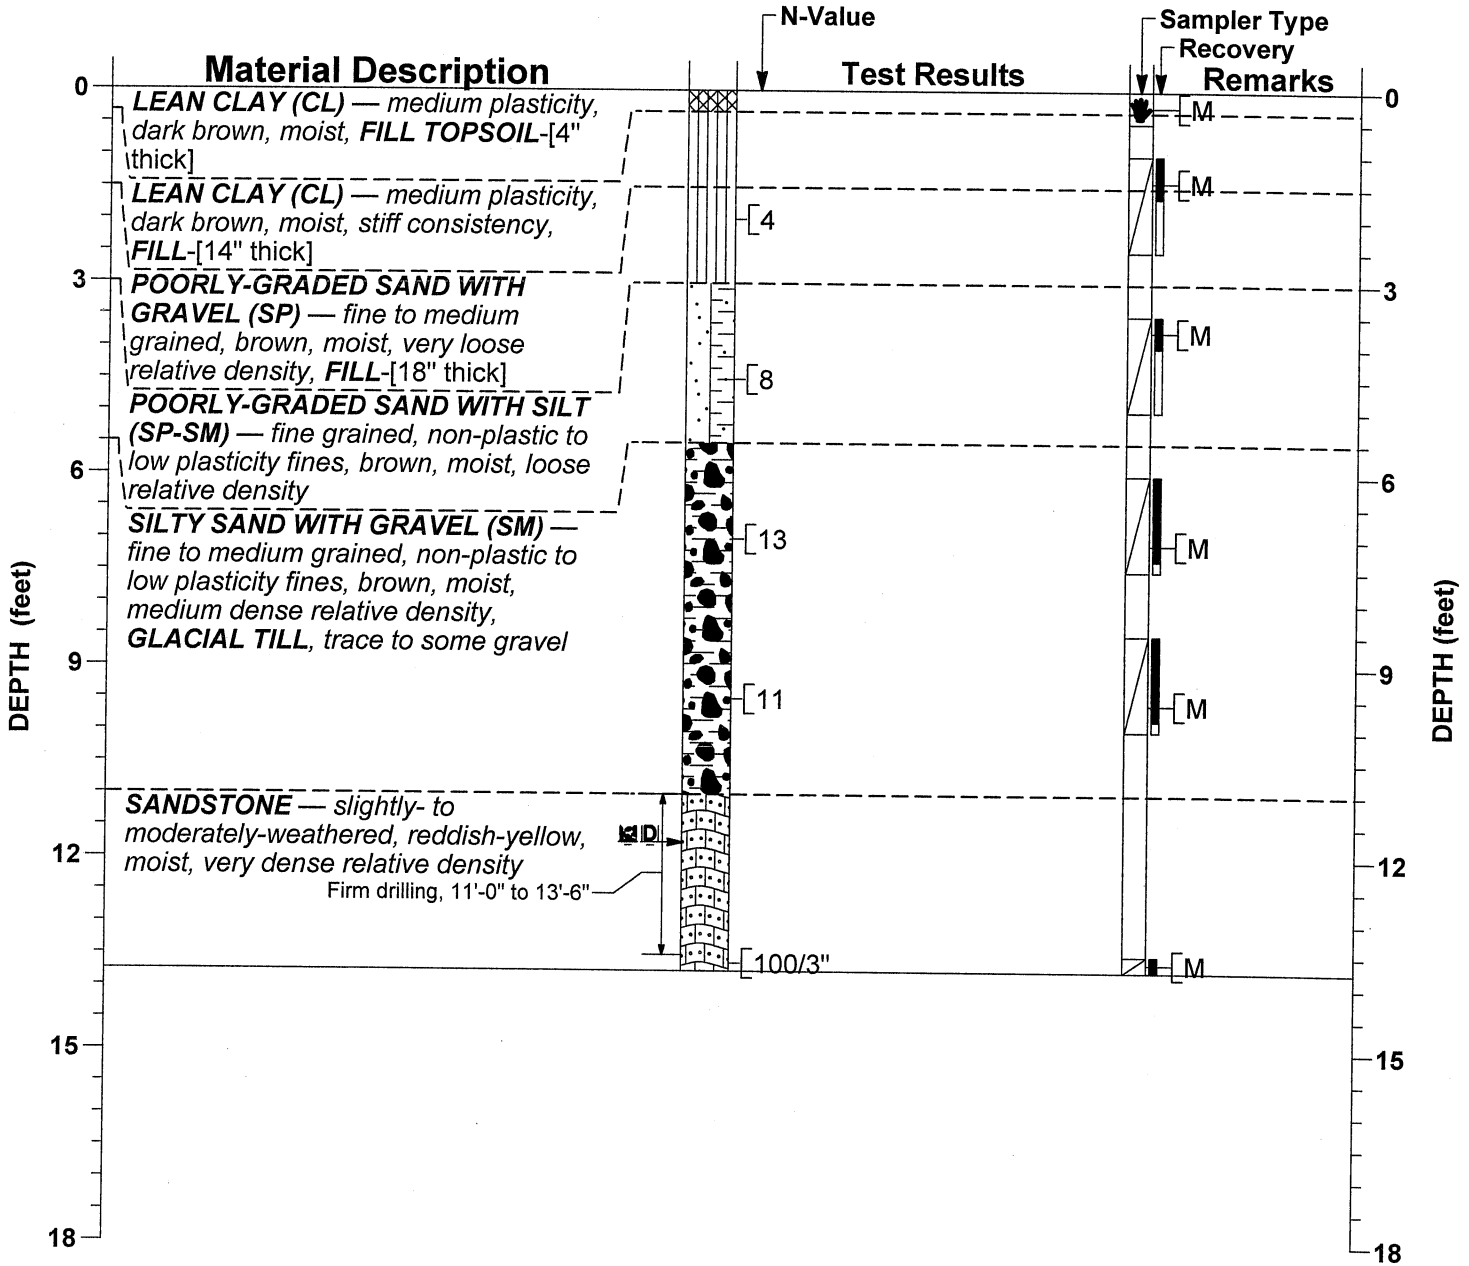 N-Value
Sampler Type
Recovery
Material Description
Test Results
Remarks
0
0
LEAN CLAY (CL) — medium plasticity,
dark brown, moist, FILL TOPSOIL-[4"
thick]
M
LEAN CLAY (CL) — medium plasticity,
dark brown, moist, stiff consistency,
FILL-[14" thick]
M
4
3
3
POORLY-GRADED SAND WITH
GRAVEL (SP) — fine to medium
grained, brown, moist, very loose
relative density, FILL-[18" thick]
M
8
POORLY-GRADED SAND WITH SILT
(SP-SM) — fine grained, non-plastic to
low plasticity fines, brown, moist, loose
relative density
6
6
SILTY SAND WITH GRAVEL (SM) —
fine to medium grained, non-plastic to
low plasticity fines, brown, moist,
medium dense relative density,
GLACIAL TILL, trace to some gravel
13
M
DEPTH (feet)
DEPTH (feet)
9
9
11
M
SANDSTONE — slightly- to
moderately-weathered, reddish-yellow,
moist, very dense relative density
Firm drilling, 11'-0" to 13'-6"
12
12
100/3"
M
15
15
18
18